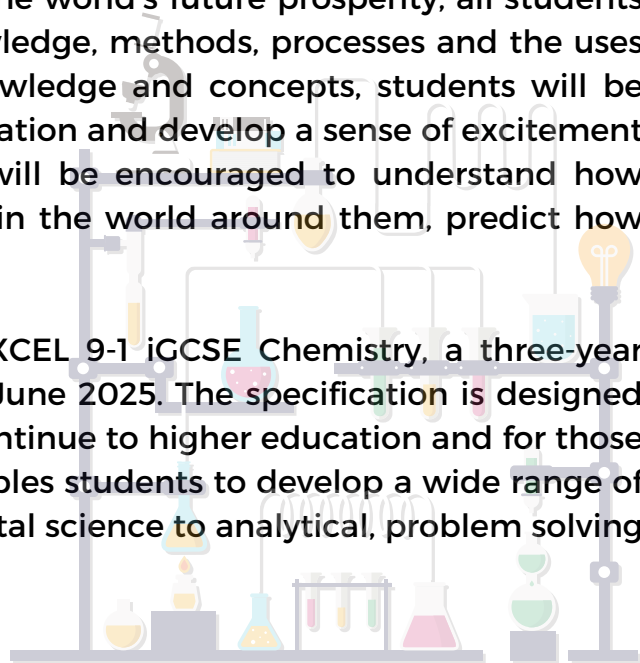 he world's future prosperity, all students
vledge, methods, processes and the uses
wledge and concepts, students will be
ation and develop a sense of excitement
will be encouraged to understand how
in the world around them, predict how
XCEL 9-1 iGCSE Chemistry, a three-year
June 2025. The specification is designed
ntinue to higher education and for those
bles students to develop a wide range of
tal science to analytical, problem solving